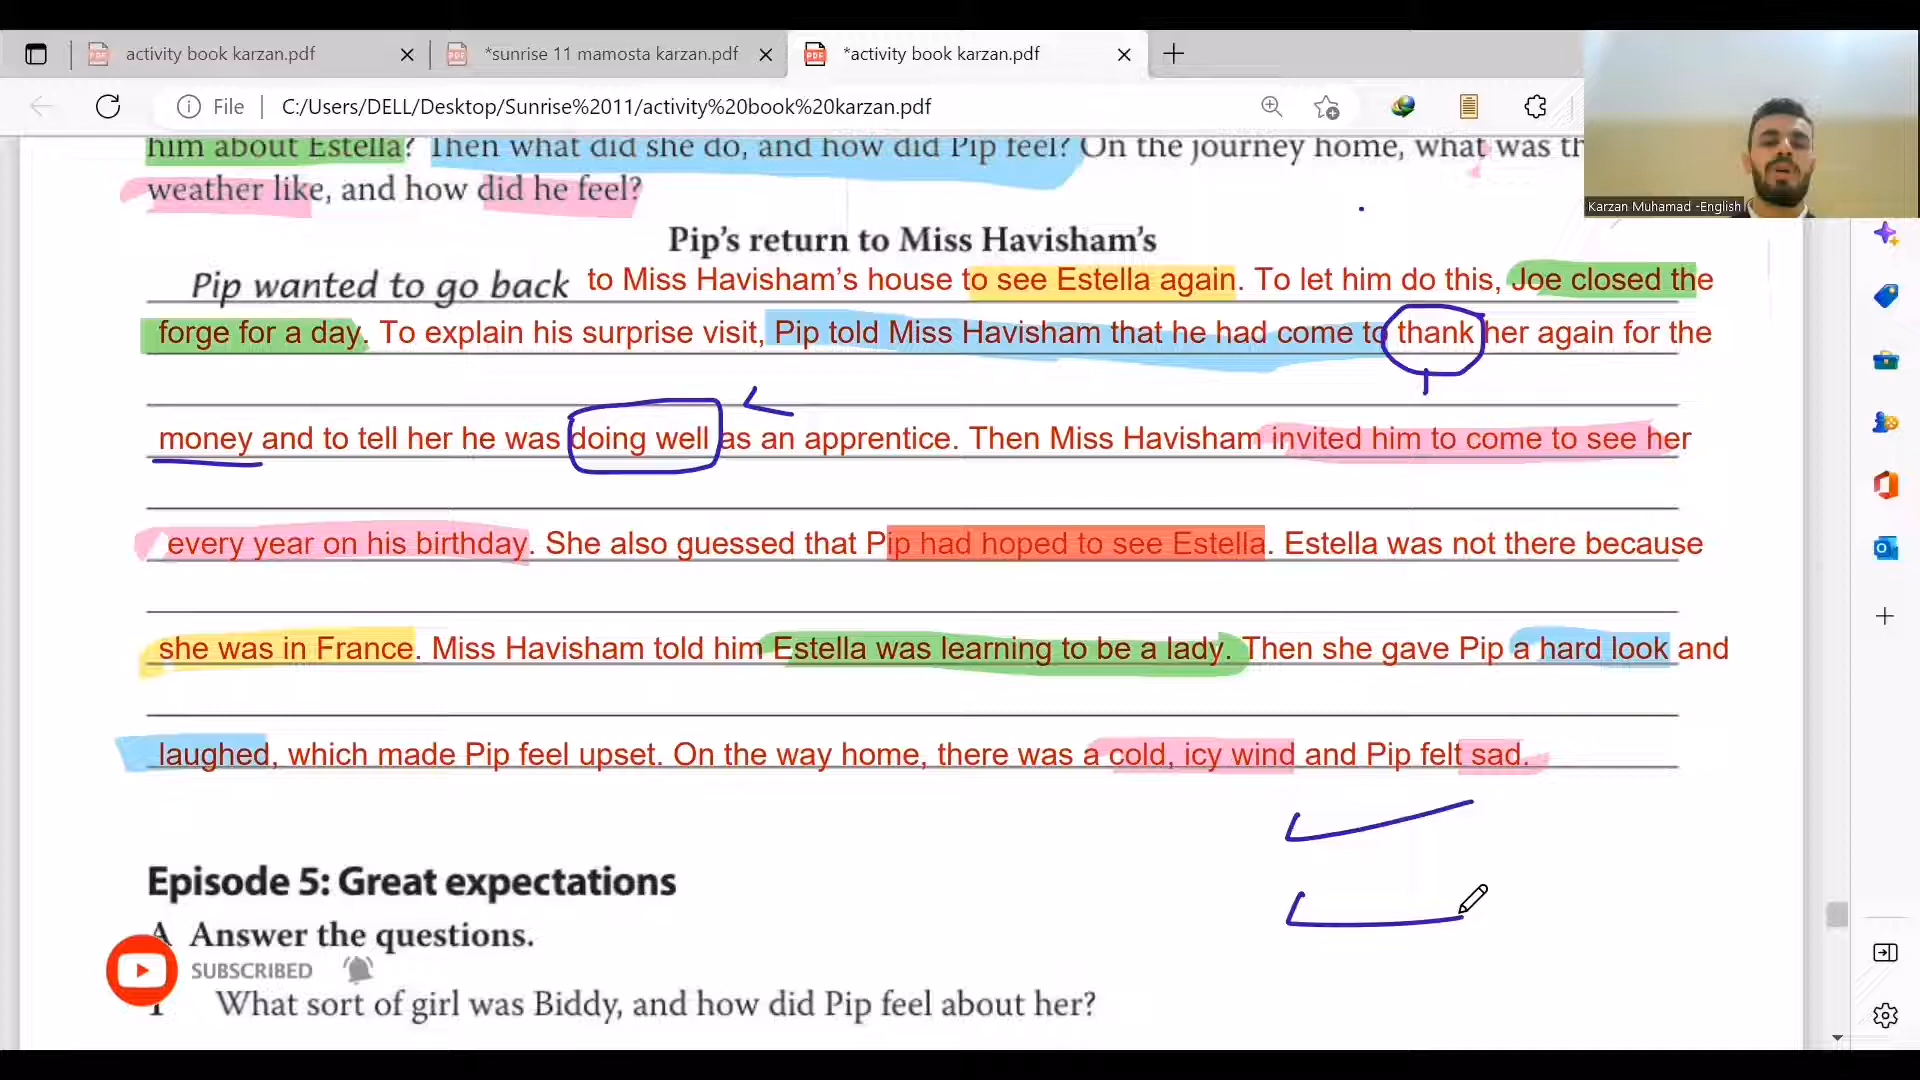 activity book karzan.pdf
*sunrise 11 mamosta karzan.pdf
*activity book karzan.pdf
File
C:/Users/DELL/Desktop/Sunrise%2011/activity%20book%20karzan.pdf
him about Estella? Then what did she do, and how did Pip feel? On the journey home, what was th
weather like, and how did he feel?
Karzan Muhamad -English
Pip's return to Miss Havisham's
Pip wanted to go back to Miss Havisham's house to see Estella again. To let him do this, Joe closed the
forge for a day. To explain his surprise visit, Pip told Miss Havisham that he had come to thank her again for the
money and to tell her he was doing well as an apprentice. Then Miss Havisham invited him to come to see her
every year on his birthday. She also guessed that Pip had hoped to see Estella. Estella was not there because
she was in France. Miss Havisham told him Estella was learning to be a lady. Then she gave Pip a hard look and
laughed, which made Pip feel upset. On the way home, there was a cold, icy wind and Pip felt sad.
Episode 5: Great expectations
A Answer the questions.
SUBSCRIBED
1 What sort of girl was Biddy, and how did Pip feel about her?